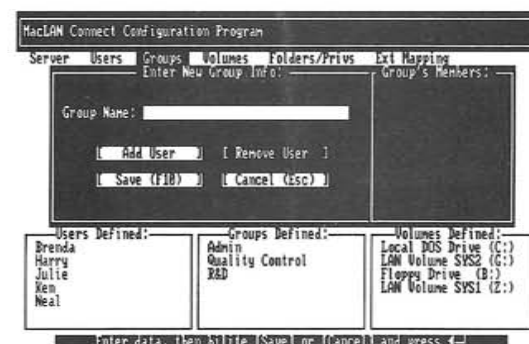 MacLAN Connect Configuration Program
Server Users Groups Volumes Folders/Privs Ext Mapping
Enter New Group Info:
Group's Members:
Group Name:
[ Add User ] [ Remove User ]
[ Save (F10) ] [ Cancel (Esc) ]
Users Defined:
Brenda
Harry
Julie
Ken
Neal
Groups Defined:
Admin
Quality Control
R&D
Volumes Defined:
Local DOS Drive (C:)
LAN Volume SYS2 (G:)
Floppy Drive (B:)
LAN Volume SYS1 (Z:)
Enter data, then hilite [Save] or [Cancel] and press ◄┘